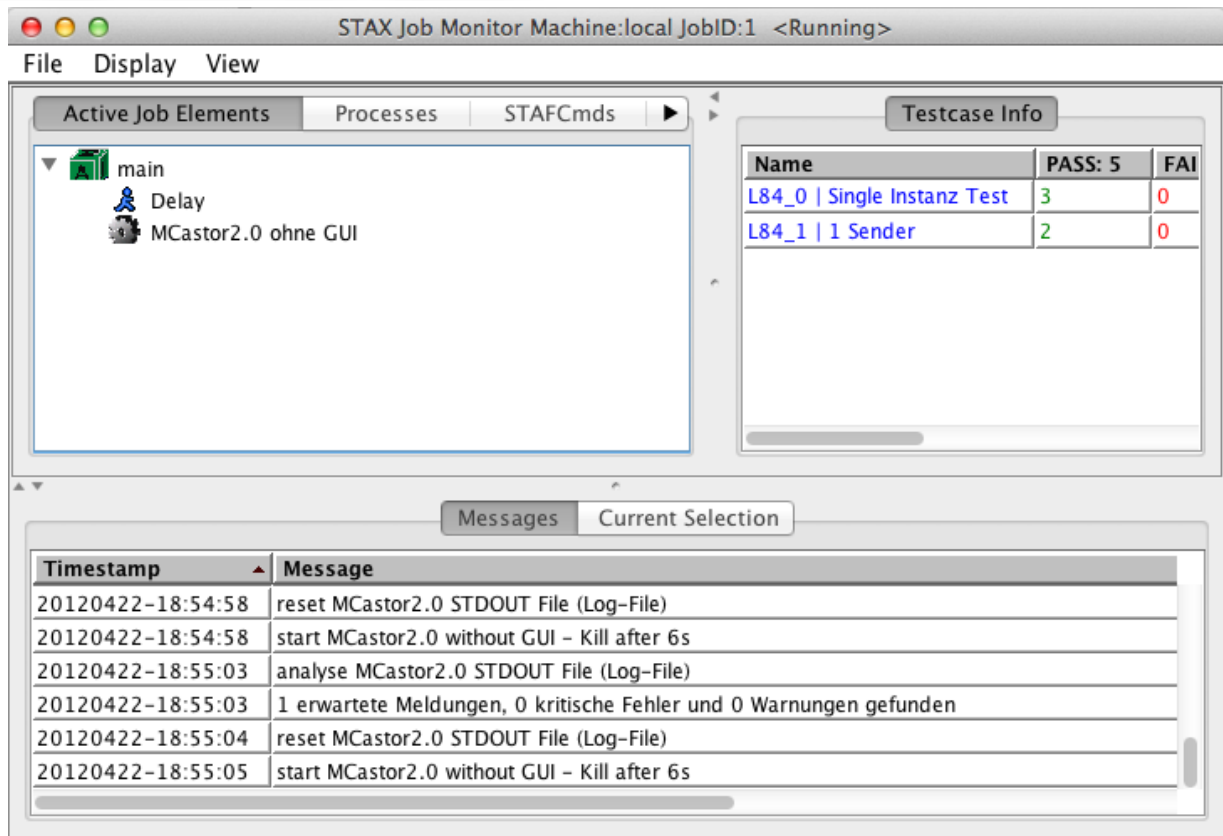 STAX Job Monitor Machine:local JobID:1 <Running>
File Display View
Active Job Elements Processes STAFCmds
main
Delay
MCastor2.0 ohne GUI
Testcase Info
Name PASS: 5 FAI
L84_0 | Single Instanz Test 3 0
L84_1 | 1 Sender 2 0
Messages Current Selection
Timestamp Message
20120422-18:54:58 reset MCastor2.0 STDOUT File (Log-File)
20120422-18:54:58 start MCastor2.0 without GUI - Kill after 6s
20120422-18:55:03 analyse MCastor2.0 STDOUT File (Log-File)
20120422-18:55:03 1 erwartete Meldungen, 0 kritische Fehler und 0 Warnungen gefunden
20120422-18:55:04 reset MCastor2.0 STDOUT File (Log-File)
20120422-18:55:05 start MCastor2.0 without GUI - Kill after 6s